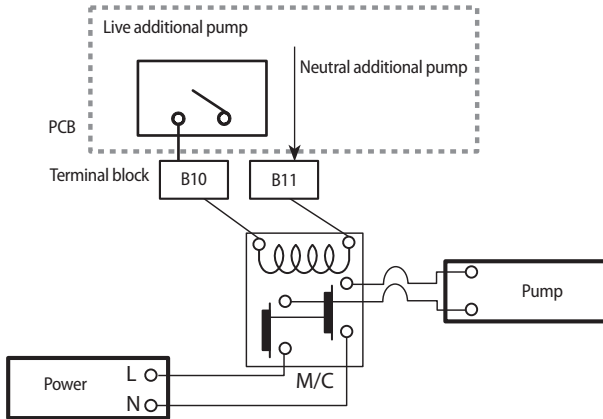 Live additional pump
Neutral additional pump
PCB
Terminal block
B10
B11
Pump
M/C
Power
L
N